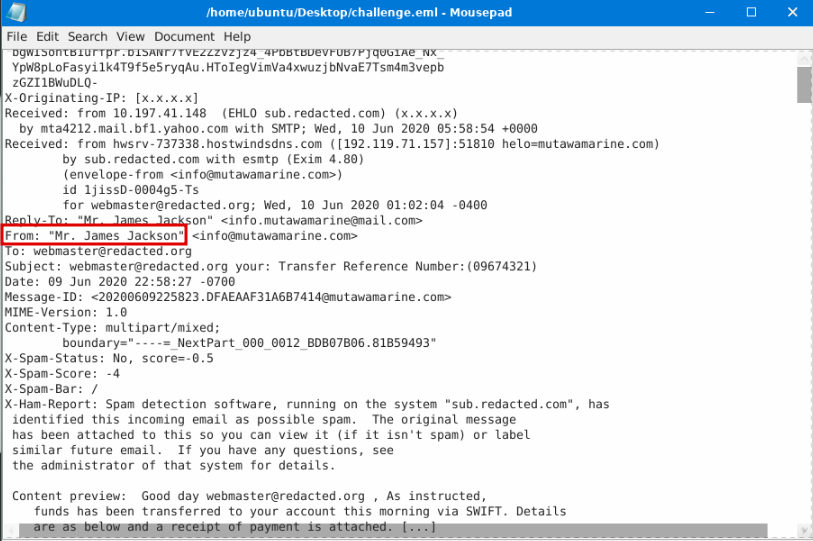 /home/ubuntu/Desktop/challenge.eml - Mousepad
File Edit Search View Document Help
YpW8pLoFasyi1k4T9f5e5ryqAu.HToIegVimVa4xwuzjbNvaE7Tsm4m3vepb
zGZI1BWuDLQ-
X-Originating-IP: [x.x.x.x]
Received: from 10.197.41.148  (EHLO sub.redacted.com) (x.x.x.x)
by mta4212.mail.bf1.yahoo.com with SMTP; Wed, 10 Jun 2020 05:58:54 +0000
Received: from hwsrv-737338.hostwindsdns.com ([192.119.71.157]:51810 helo=mutawamarine.com)
by sub.redacted.com with esmtp (Exim 4.80)
(envelope-from <info@mutawamarine.com>)
id 1jissD-0004g5-Ts
for webmaster@redacted.org; Wed, 10 Jun 2020 01:02:04 -0400
Reply-To: "Mr. James Jackson" <info.mutawamarine@mail.com>
From: "Mr. James Jackson" <info@mutawamarine.com>
To: webmaster@redacted.org
Subject: webmaster@redacted.org your: Transfer Reference Number:(09674321)
Date: 09 Jun 2020 22:58:27 -0700
Message-ID: <20200609225823.DFAEAAF31A6B7414@mutawamarine.com>
MIME-Version: 1.0
Content-Type: multipart/mixed;
boundary="----=_NextPart_000_0012_BDB07B06.81B59493"
X-Spam-Status: No, score=-0.5
X-Spam-Score: -4
X-Spam-Bar: /
X-Ham-Report: Spam detection software, running on the system "sub.redacted.com", has
identified this incoming email as possible spam.  The original message
has been attached to this so you can view it (if it isn't spam) or label
similar future email.  If you have any questions, see
the administrator of that system for details.
Content preview:  Good day webmaster@redacted.org , As instructed,
funds has been transferred to your account this morning via SWIFT. Details
are as below and a receipt of payment is attached. [...]